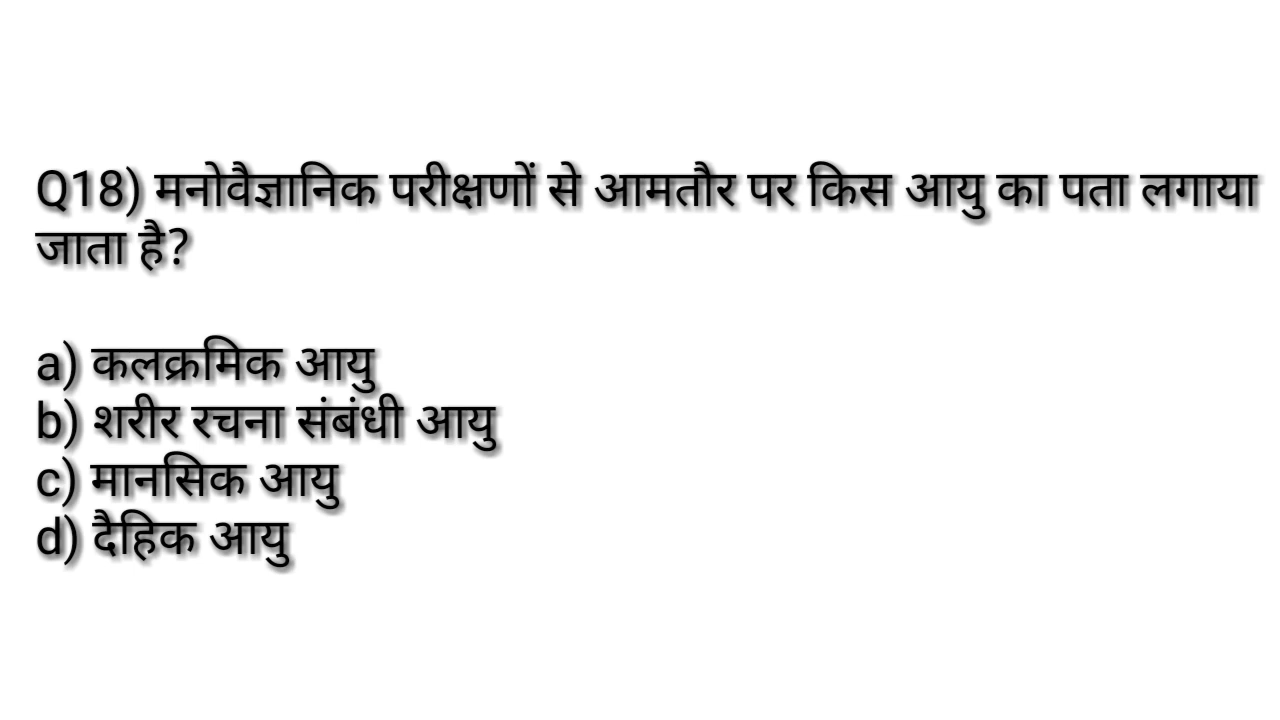 Q18) मनोवैज्ञानिक परीक्षणों से आमतौर पर किस आयु का पता लगाया
जाता है?
a) कलक्रमिक आयु
b) शरीर रचना संबंधी आयु
c) मानसिक आयु
d) दैहिक आयु